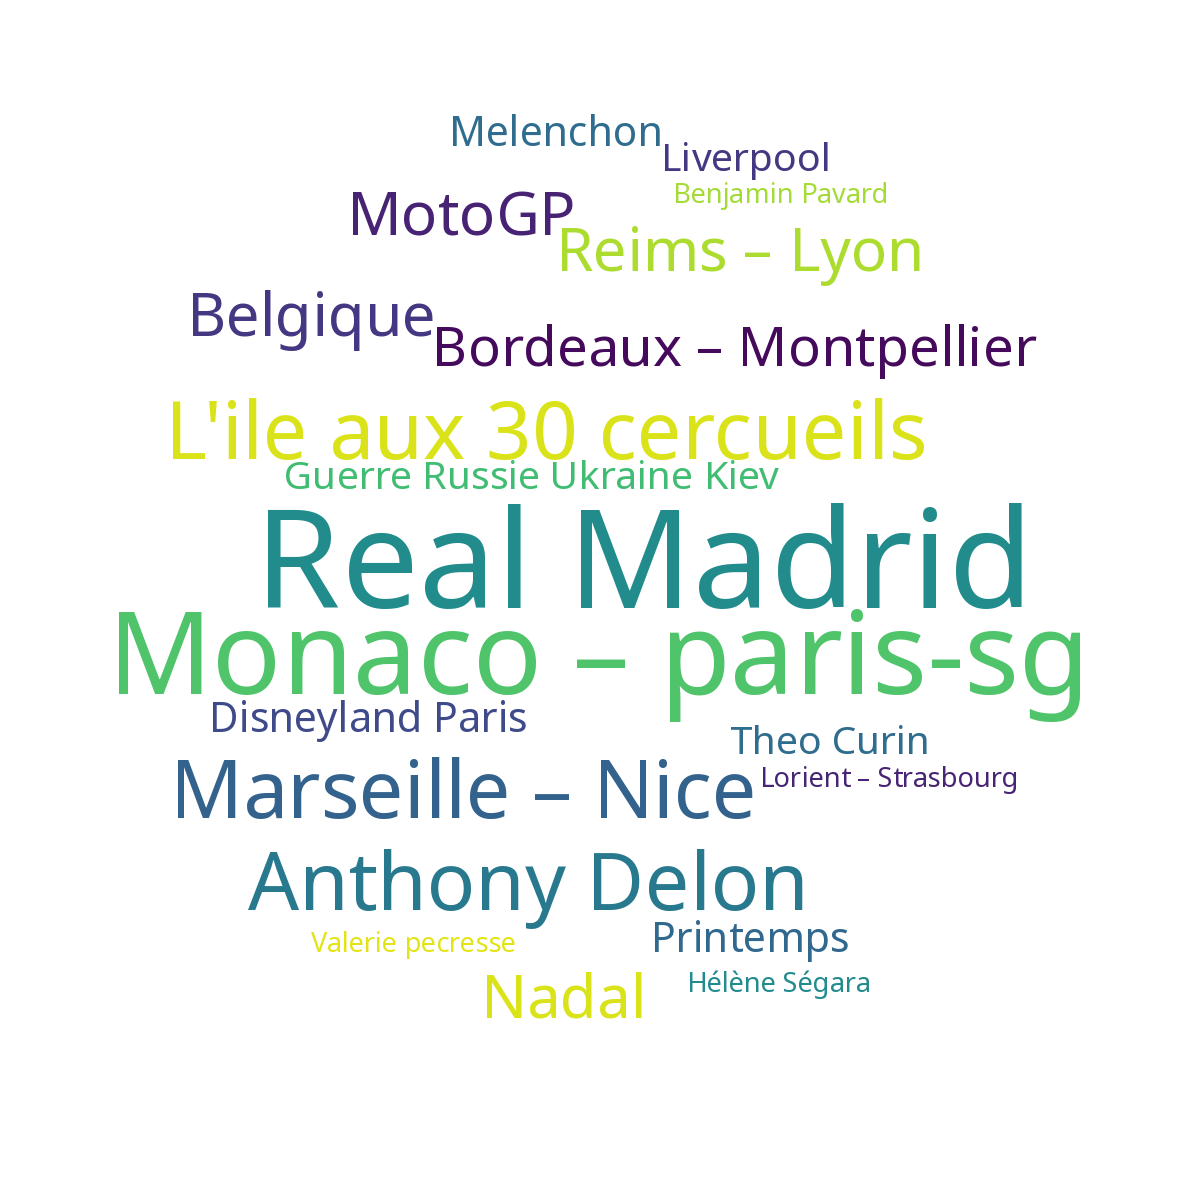 Melenchon
Liverpool
Benjamin Pavard
MotoGP
Reims – Lyon
Belgique
Bordeaux – Montpellier
L'ile aux 30 cercueils
Guerre Russie Ukraine Kiev
Real Madrid
Monaco – paris-sg
Disneyland Paris
Theo Curin
Marseille – Nice
Lorient – Strasbourg
Anthony Delon
Printemps
Valerie pecresse
Nadal
Hélène Ségara